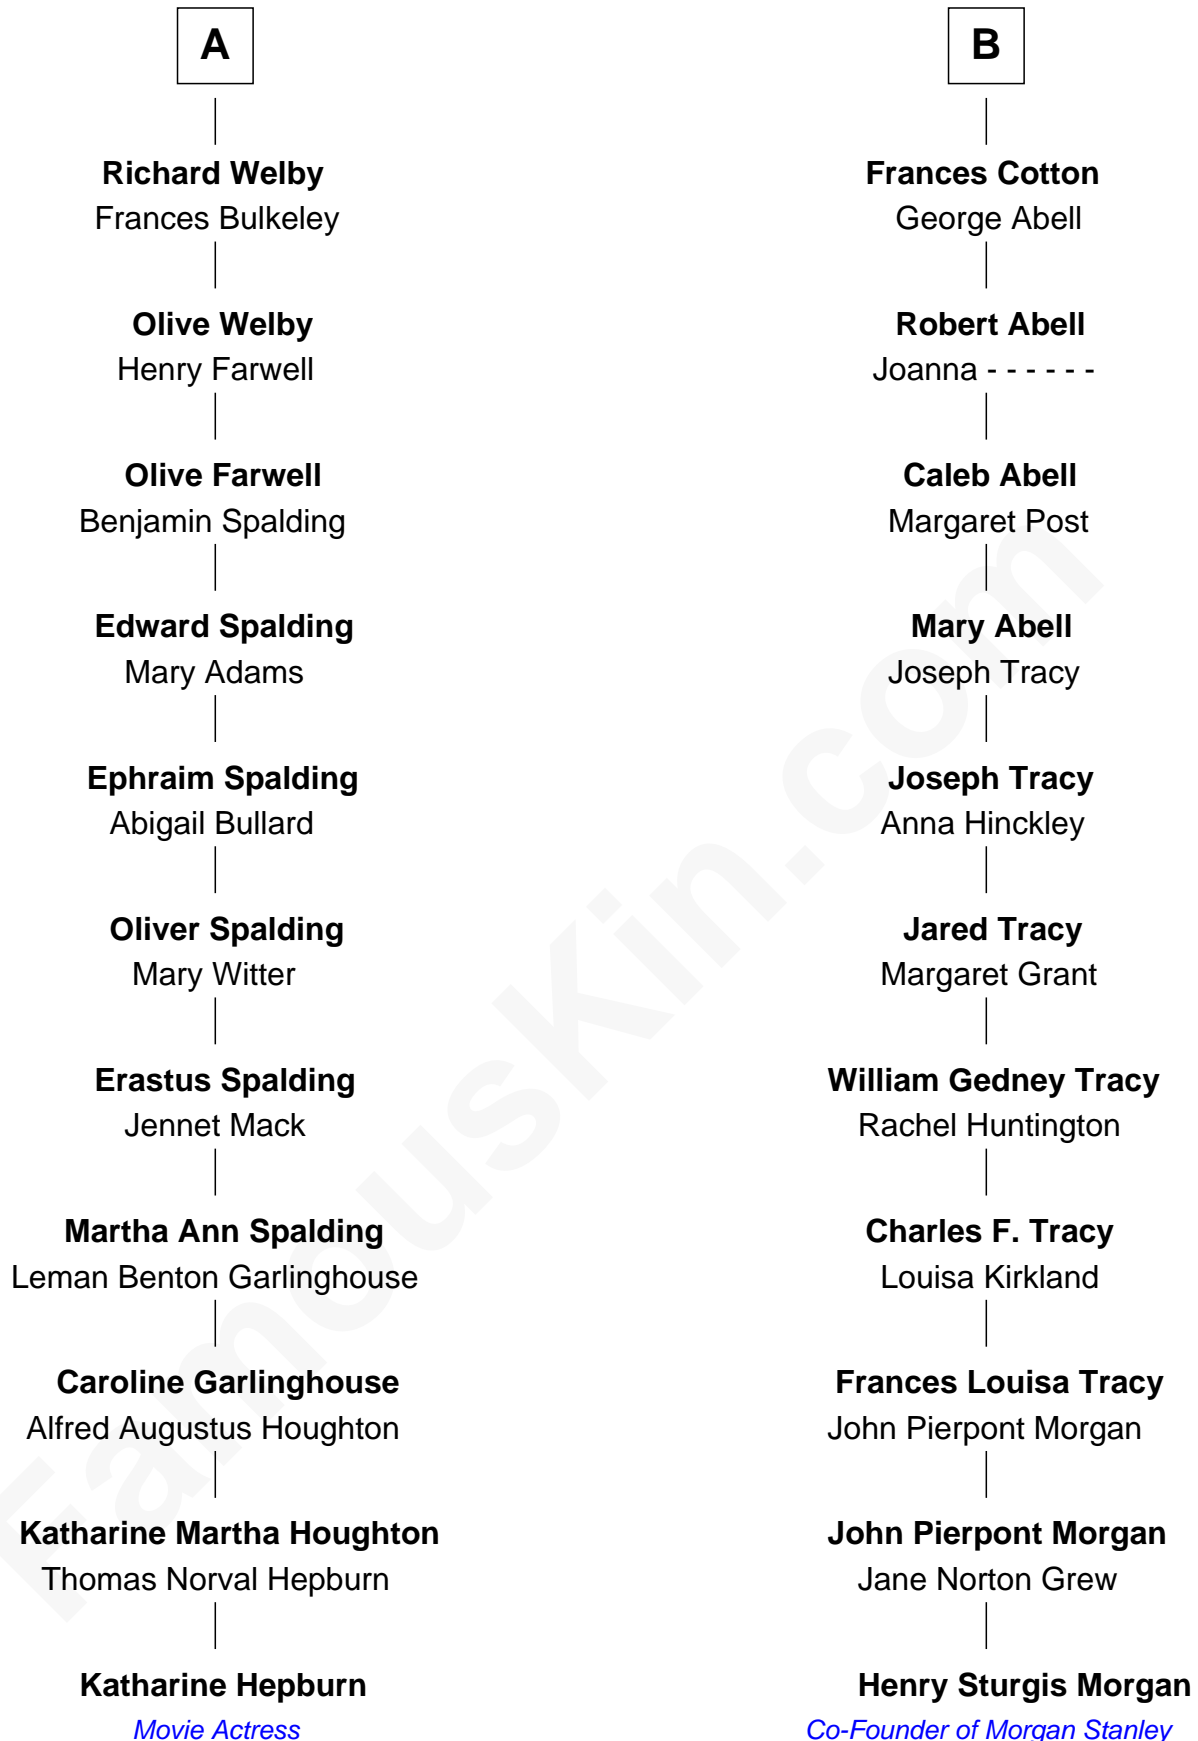 A
Richard Welby
Frances Bulkeley
Olive Welby
Henry Farwell
Olive Farwell
Benjamin Spalding
Edward Spalding
Mary Adams
Ephraim Spalding
Abigail Bullard
Oliver Spalding
Mary Witter
Erastus Spalding
Jennet Mack
Martha Ann Spalding
Leman Benton Garlinghouse
Caroline Garlinghouse
Alfred Augustus Houghton
Katharine Martha Houghton
Thomas Norval Hepburn
Katharine Hepburn
Movie Actress
B
Frances Cotton
George Abell
Robert Abell
Joanna - - - - - -
Caleb Abell
Margaret Post
Mary Abell
Joseph Tracy
Joseph Tracy
Anna Hinckley
Jared Tracy
Margaret Grant
William Gedney Tracy
Rachel Huntington
Charles F. Tracy
Louisa Kirkland
Frances Louisa Tracy
John Pierpont Morgan
John Pierpont Morgan
Jane Norton Grew
Henry Sturgis Morgan
Co-Founder of Morgan Stanley
FamousKin.com